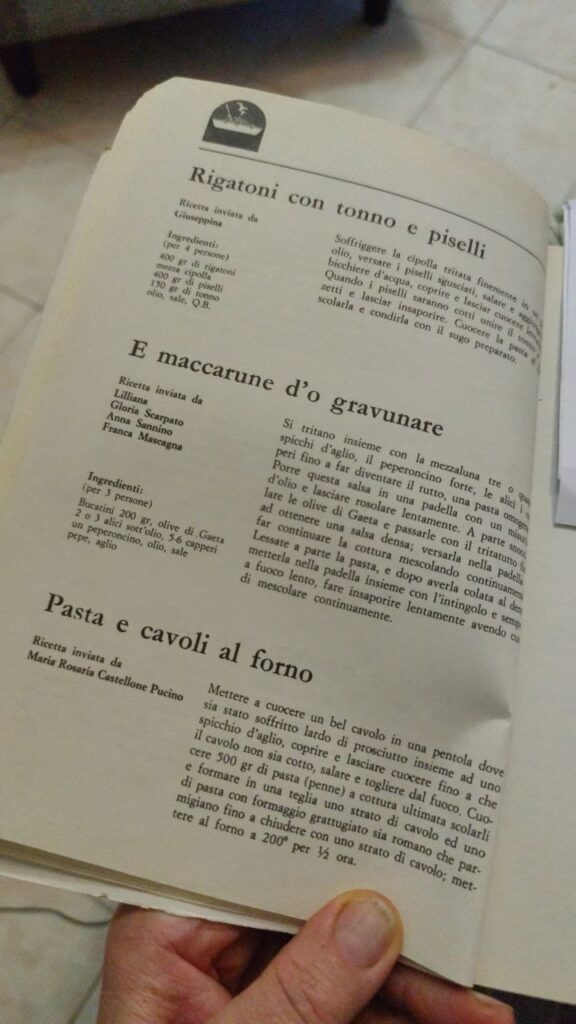 Rigatoni con tonno e piselli
Ricetta inviata da
Giuseppina
Ingredienti:
(per 4 persone)
400 gr di rigatoni
mezza cipolla
400 gr di piselli
150 gr di tonno
olio, sale, Q.B.
Soffriggere la cipolla tritata finemente in
olio, versare i piselli sgusciati, salare e
bicchiere d'acqua, coprire e lasciar cuocere
Quando i piselli saranno cotti unire il tonno
zetti e lasciar insaporire. Cuocere la pasta al
scolarla e condirla con il sugo preparato.
E maccarune d'o gravunare
Ricetta inviata da
Lilliana
Gloria Scarpato
Anna Sannino
Franca Mascagna
Ingredienti:
(per 3 persone)
Bucatini 200 gr, olive di Gaeta
2 o 3 alici sott'olio, 5-6 capperi
un peperoncino, olio, sale
pepe, aglio
Si tritano insieme con la mezzaluna tre o
spicchi d'aglio, il peperoncino forte, le alici i
peri fino a far diventare il tutto, una pasta
Porre questa salsa in una padella con un
d'olio e lasciare rosolare lentamente. A parte
lare le olive di Gaeta e passarle con il tritatutto
ad ottenere una salsa densa; versarla nella padella
far continuare la cottura mescolando
Lessate a parte la pasta, e dopo averla colata al
metterla nella padella insieme con l'intingolo e
a fuoco lento, fare insaporire lentamente avendo
di mescolare continuamente.
Pasta e cavoli al forno
Ricetta inviata da
Maria Rosaria Castellone Pucino
Mettere a cuocere un bel cavolo in una pentola dove
sia stato soffritto lardo di prosciutto insieme ad uno
spicchio d'aglio, coprire e lasciare cuocere fino a che
il cavolo non sia cotto, salare e togliere dal fuoco. Cuo-
cere 500 gr di pasta (penne) a cottura ultimata scolarli
e formare in una teglia uno strato di cavolo ed uno
di pasta con formaggio grattugiato sia romano che par-
migiano fino a chiudere con uno strato di cavolo; met-
tere al forno a 200° per ½ ora.